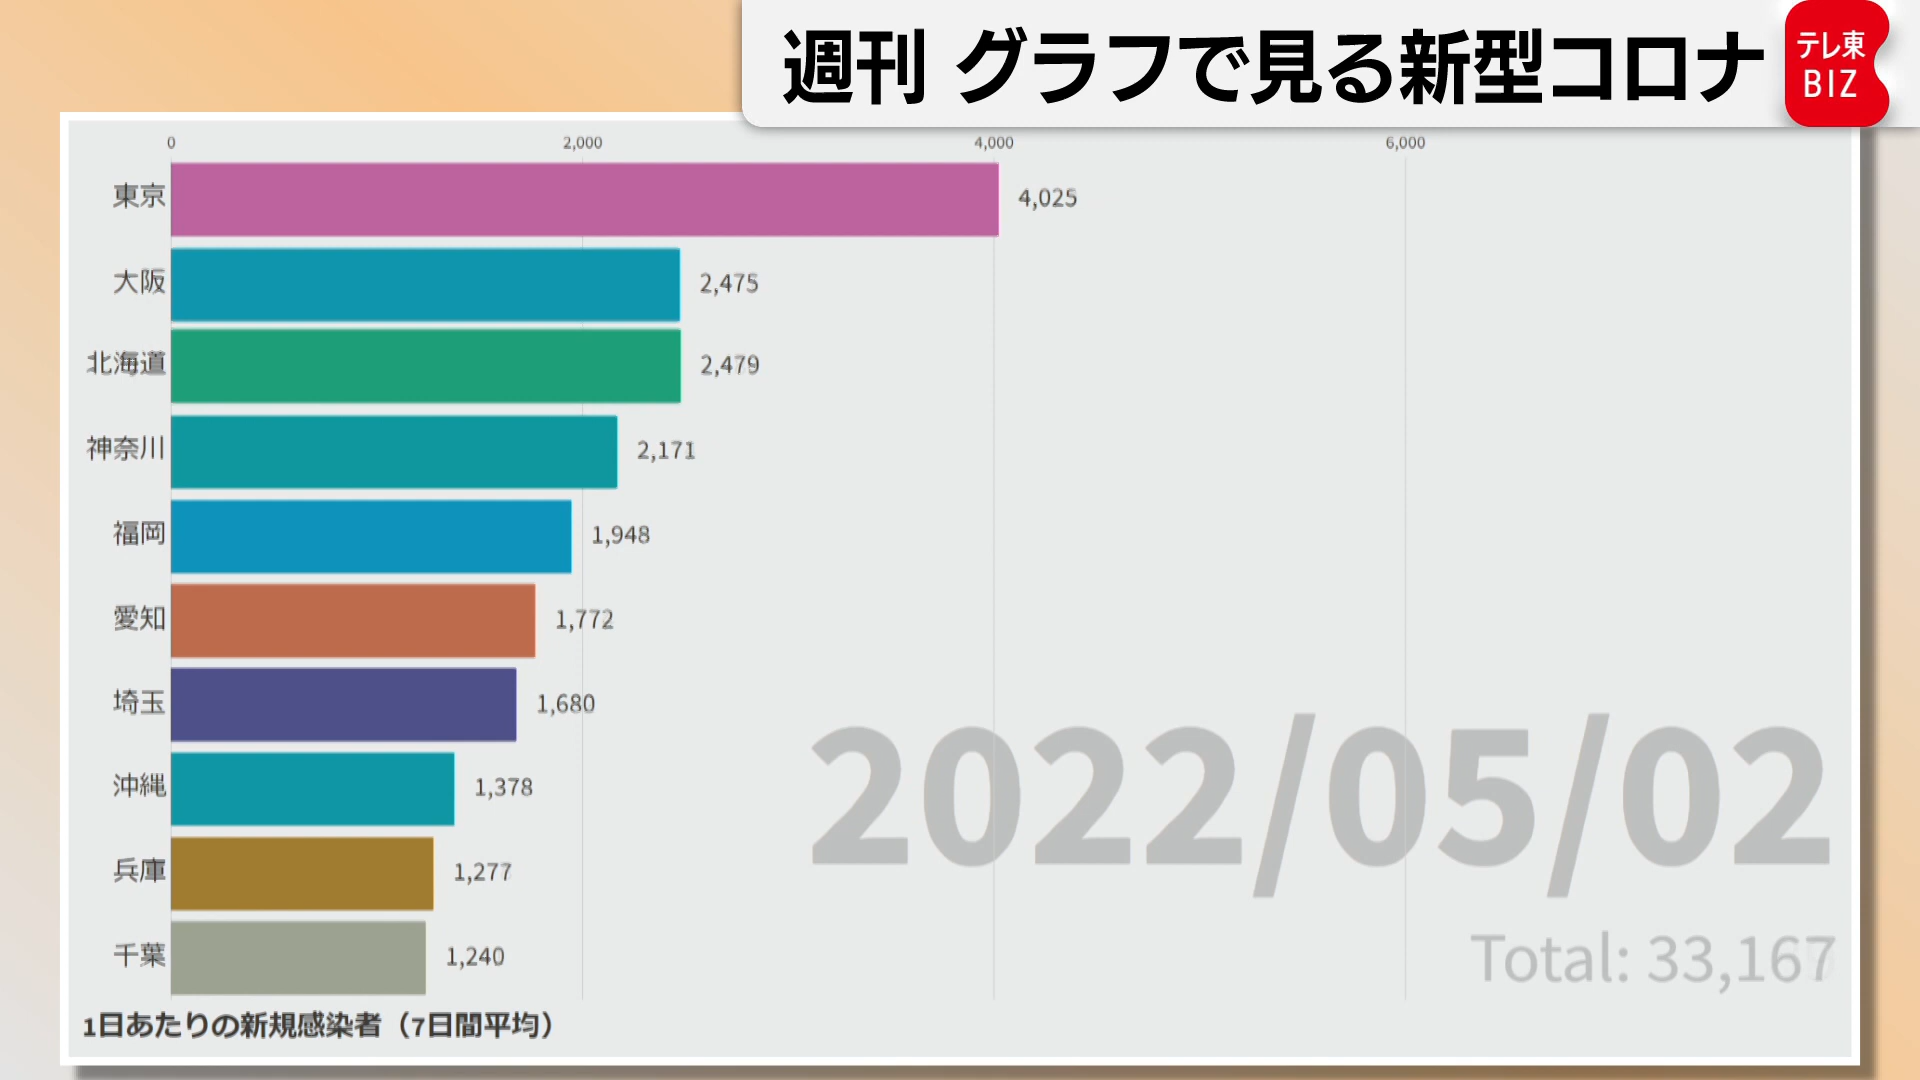 週刊 グラフで見る新型コロナ
テレ東
BIZ
0 2,000 4,000 6,000
東京 4,025
大阪 2,475
北海道 2,479
神奈川 2,171
福岡 1,948
愛知 1,772
埼玉 1,680
沖縄 1,378
兵庫 1,277
千葉 1,240
2022/05/02
Total: 33,167
1日あたりの新規感染者（7日間平均）